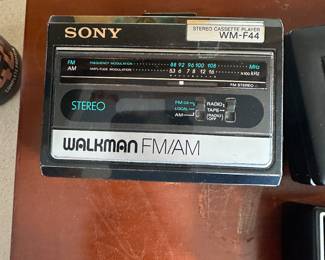 SONY
STEREO CASSETTE PLAYER
WM-F44
FM FREQUENCY MODULATION 88 92 96 100 108 MHz
AM AMPLITUDE MODULATION 53 6 7 8 10 12 16 X100 kHz
FM STEREO
STEREO
FM
LOCAL
AM
RADIO
TAPE
(RADIO OFF)
WALKMAN FM/AM